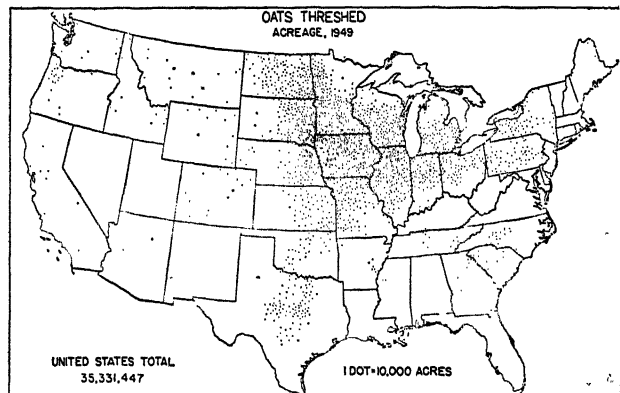 OATS THRESHED
ACREAGE, 1949
UNITED STATES TOTAL
35,331,447
1 DOT=10,000 ACRES